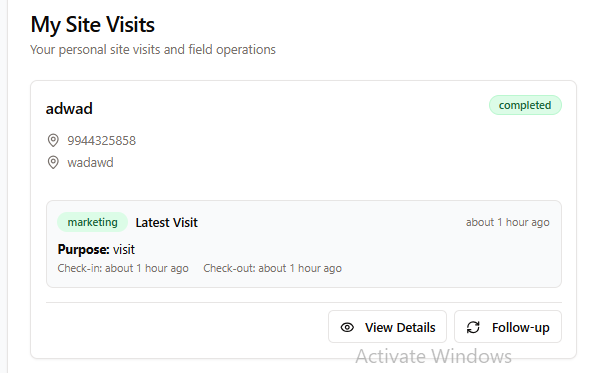 My Site Visits
Your personal site visits and field operations
adwad
completed
9944325858
wadawd
marketing Latest Visit about 1 hour ago
Purpose: visit
Check-in: about 1 hour ago Check-out: about 1 hour ago
View Details Follow-up
Activate Windows